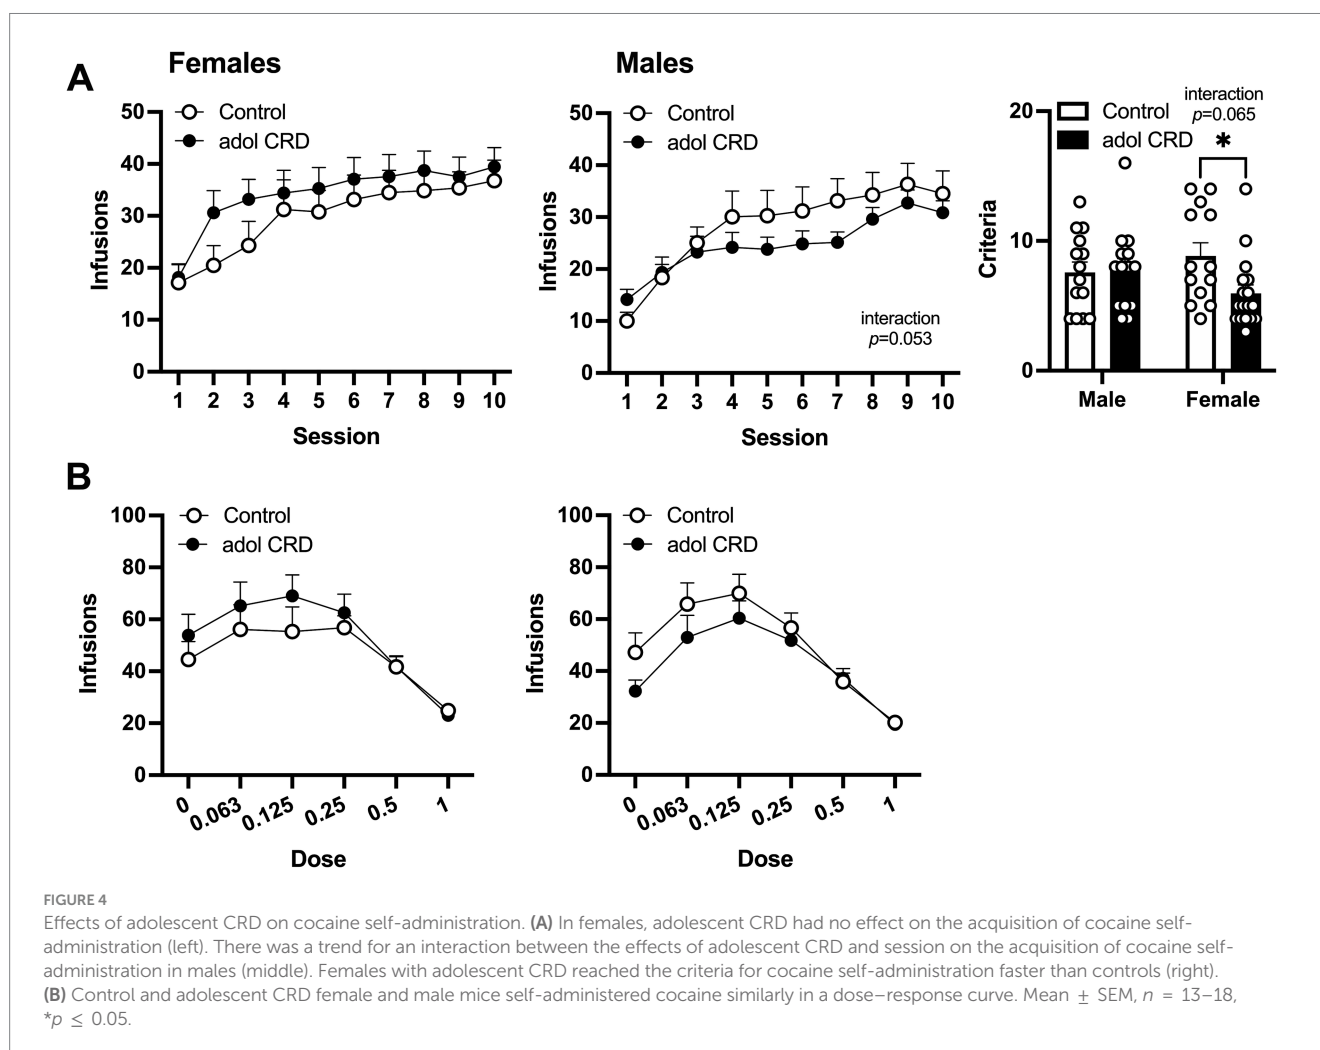 A
Females
Control
adol CRD
50
40
30
20
10
0
Infusions
1 2 3 4 5 6 7 8 9 10
Session
Males
Control
adol CRD
50
40
30
20
10
0
Infusions
interaction
p=0.053
1 2 3 4 5 6 7 8 9 10
Session
Control
adol CRD
interaction
p=0.065
*
20
10
0
Criteria
Male Female
B
Control
adol CRD
100
80
60
40
20
0
Infusions
0 0.063 0.125 0.25 0.5 1
Dose
Control
adol CRD
100
80
60
40
20
0
Infusions
0 0.063 0.125 0.25 0.5 1
Dose
FIGURE 4
Effects of adolescent CRD on cocaine self-administration. (A) In females, adolescent CRD had no effect on the acquisition of cocaine self-
administration (left). There was a trend for an interaction between the effects of adolescent CRD and session on the acquisition of cocaine self-
administration in males (middle). Females with adolescent CRD reached the criteria for cocaine self-administration faster than controls (right).
(B) Control and adolescent CRD female and male mice self-administered cocaine similarly in a dose–response curve. Mean ± SEM, n = 13–18,
*p ≤ 0.05.